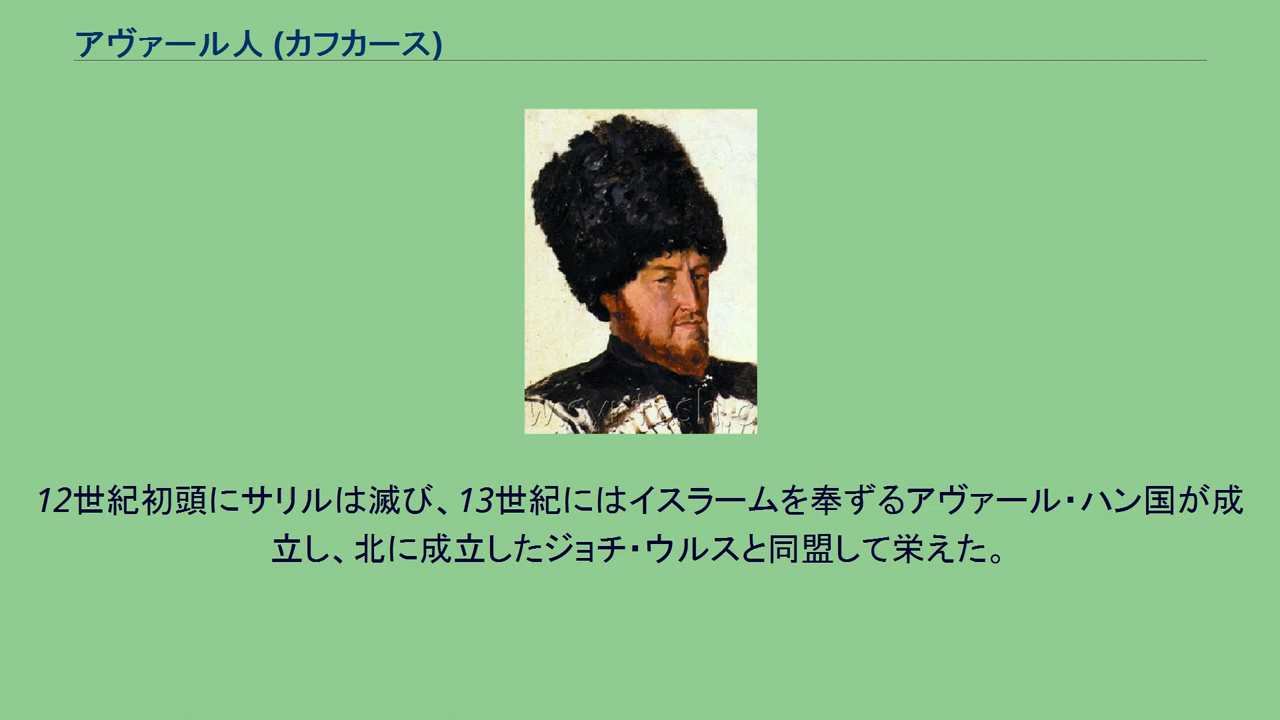 アヴァール人 (カフカース)
12世紀初頭にサリルは滅び、13世紀にはイスラームを奉ずるアヴァール・ハン国が成
立し、北に成立したジョチ・ウルスと同盟して栄えた。